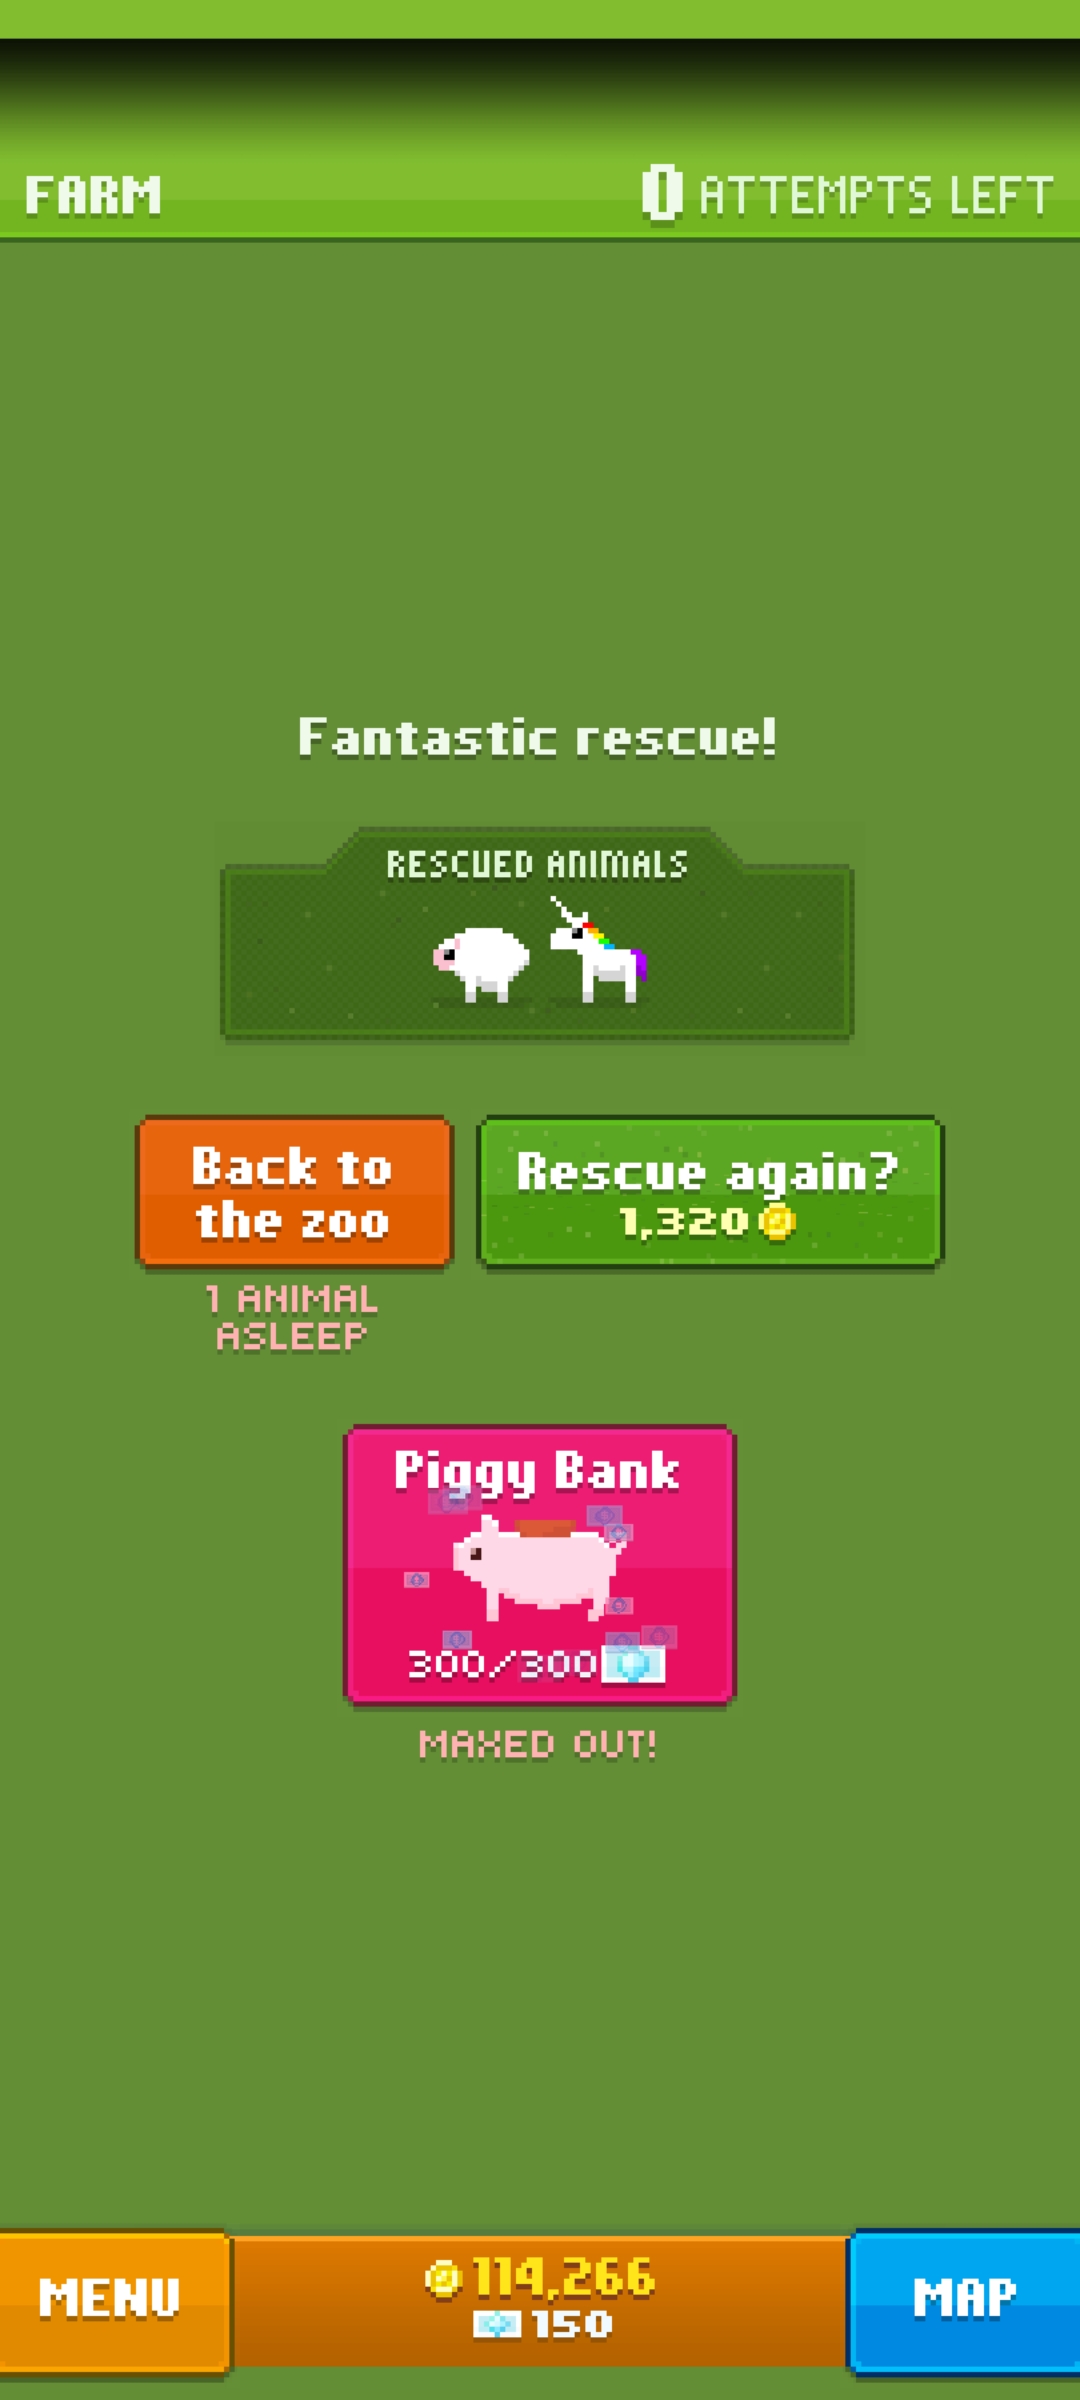 FARM
0 ATTEMPTS LEFT
Fantastic rescue!
RESCUED ANIMALS
Back to
the zoo
Rescue again?
1,320
1 ANIMAL
ASLEEP
Piggy Bank
300/300
MAXED OUT!
MENU
114,266
150
MAP